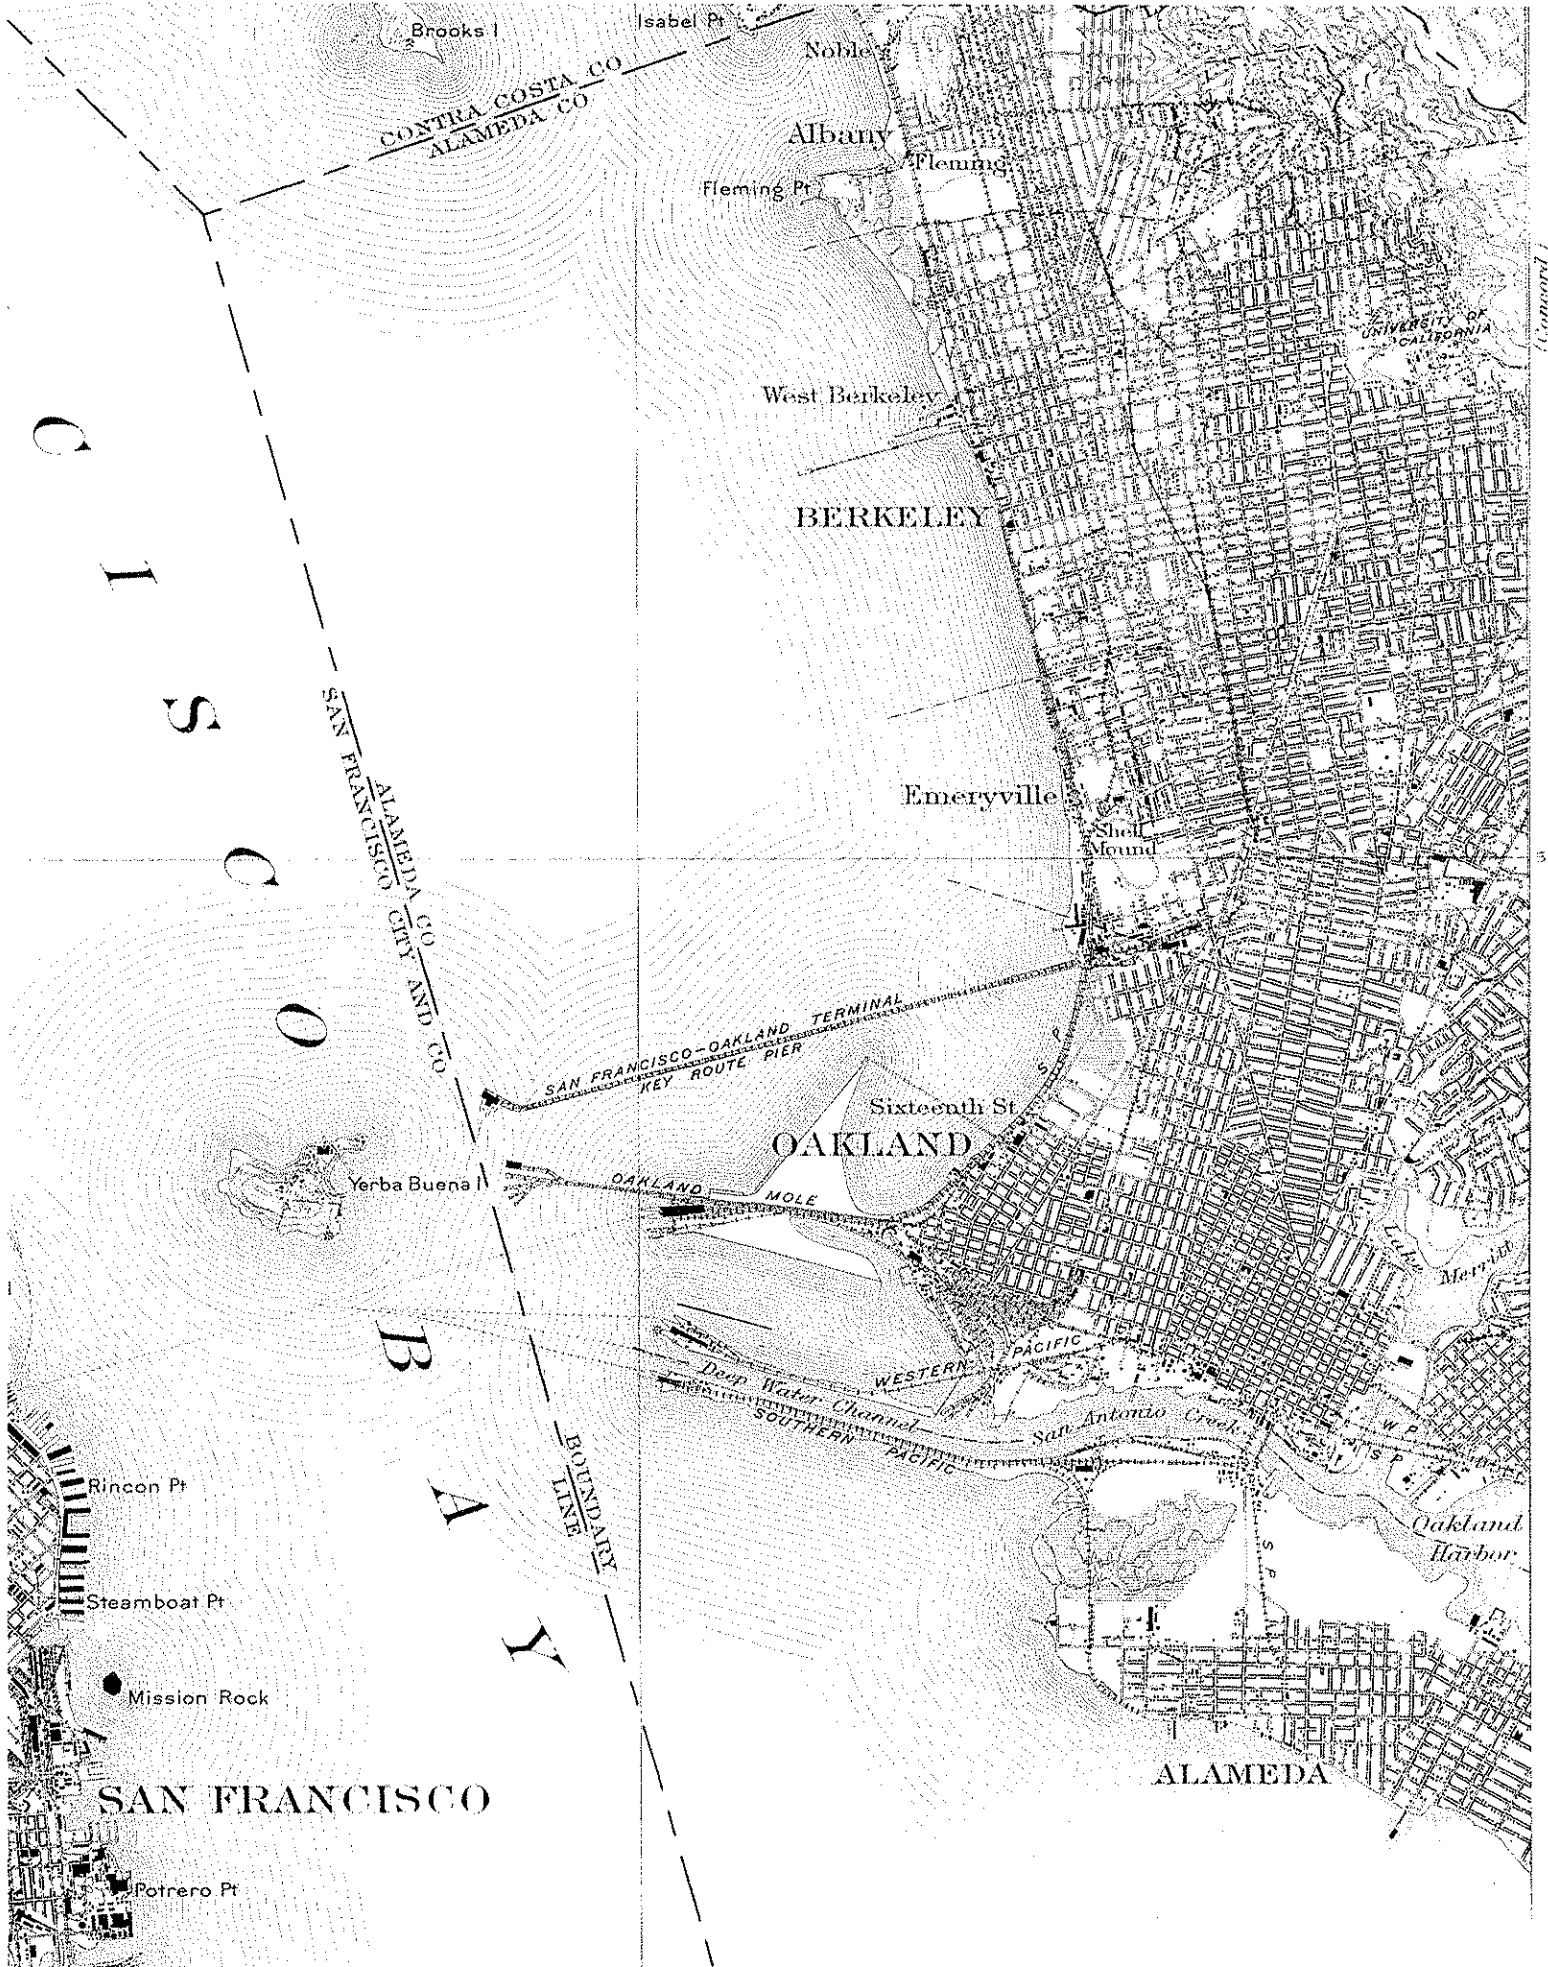 Brooks I
Isabel Pt
Noble
CONTRA COSTA CO
ALAMEDA CO
Albany
Fleming
Fleming Pt
(Concord)
UNIVERSITY OF
CALIFORNIA
West Berkeley
BERKELEY
CISCO BAY
SAN FRANCISCO CITY AND CO
ALAMEDA CO
Emeryville
Shell
Mound
SAN FRANCISCO-OAKLAND TERMINAL
KEY ROUTE PIER
S P
Sixteenth St
OAKLAND
Yerba Buena I
OAKLAND MOLE
Lake Merritt
WESTERN PACIFIC
Deep Water Channel
SOUTHERN PACIFIC
San Antonio Creek
W P
S P
BOUNDARY
LINE
Rincon Pt
Oakland
Harbor
S P
Steamboat Pt
Mission Rock
ALAMEDA
SAN FRANCISCO
Potrero Pt